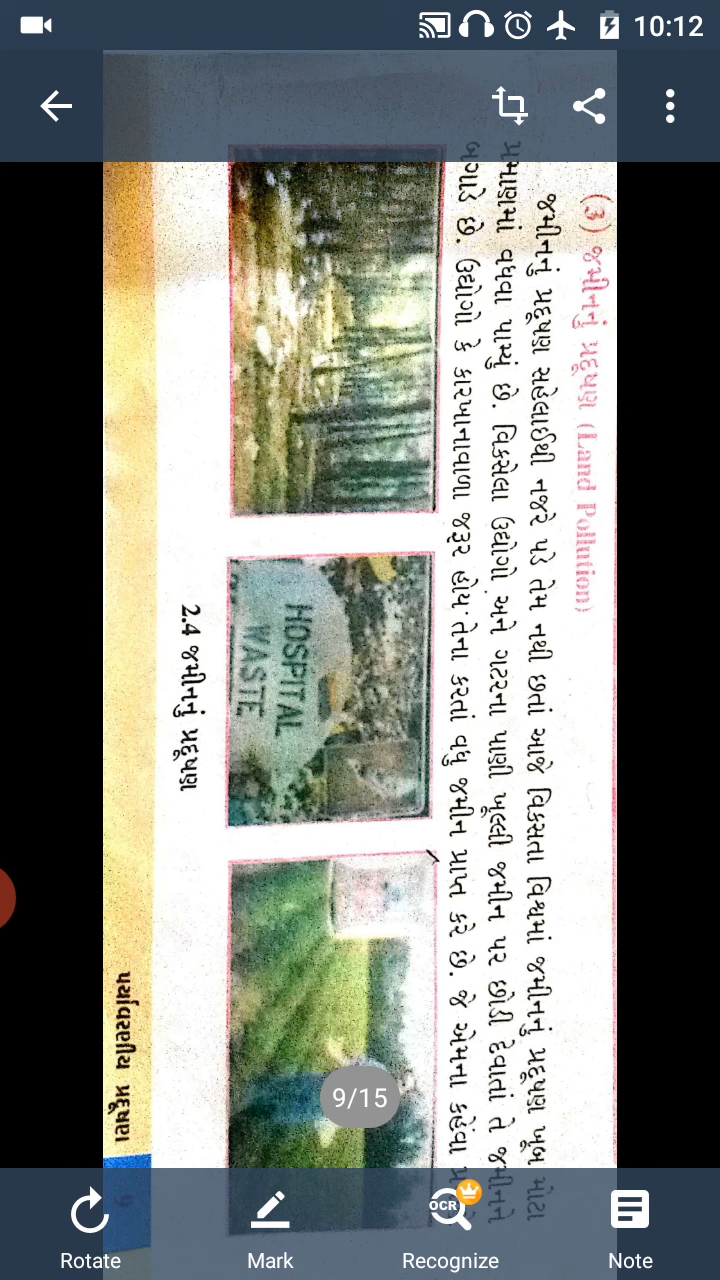 10:12
(3) જમીનનું પ્રદૂષણ (Land Pollution)
જમીનનું પ્રદૂષણ સહેલાઈથી નજરે પડે તેમ નથી છતાં આજે વિકસતા વિશ્વમાં જમીનનું પ્રદૂષણ ખૂબ મોટા
પ્રમાણમાં વધવા પામ્યું છે. વિકસેલા ઉદ્યોગો અને ગટરના પાણી ખુલ્લી જમીન પર છોડી દેવાતાં તે જમીનને
બગાડે છે. ઉદ્યોગો કે કારખાનાવાળા જરૂર હોય તેના કરતાં વધુ જમીન પ્રાપ્ત કરે છે. જે એમના કહેવા
HOSPITAL
WASTE
2.4 જમીનનું પ્રદૂષણ
પર્યાવરણીય પ્રદૂષણ
9
9/15
Rotate
Mark
OCR
Recognize
Note